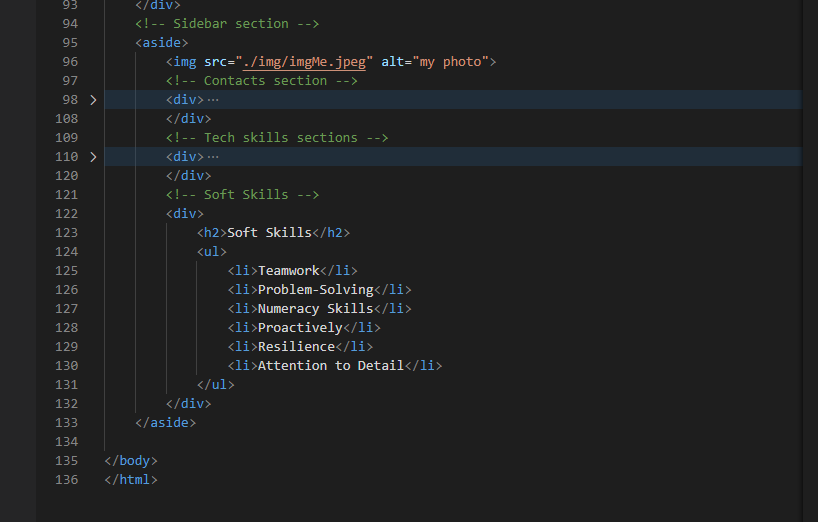 93 </div>
94 <!-- Sidebar section -->
95 <aside>
96 <img src="./img/imgMe.jpeg" alt="my photo">
97 <!-- Contacts section -->
98 <div>…
108 </div>
109 <!-- Tech skills sections -->
110 <div>…
120 </div>
121 <!-- Soft Skills -->
122 <div>
123 <h2>Soft Skills</h2>
124 <ul>
125 <li>Teamwork</li>
126 <li>Problem-Solving</li>
127 <li>Numeracy Skills</li>
128 <li>Proactively</li>
129 <li>Resilience</li>
130 <li>Attention to Detail</li>
131 </ul>
132 </div>
133 </aside>
134
135 </body>
136 </html>